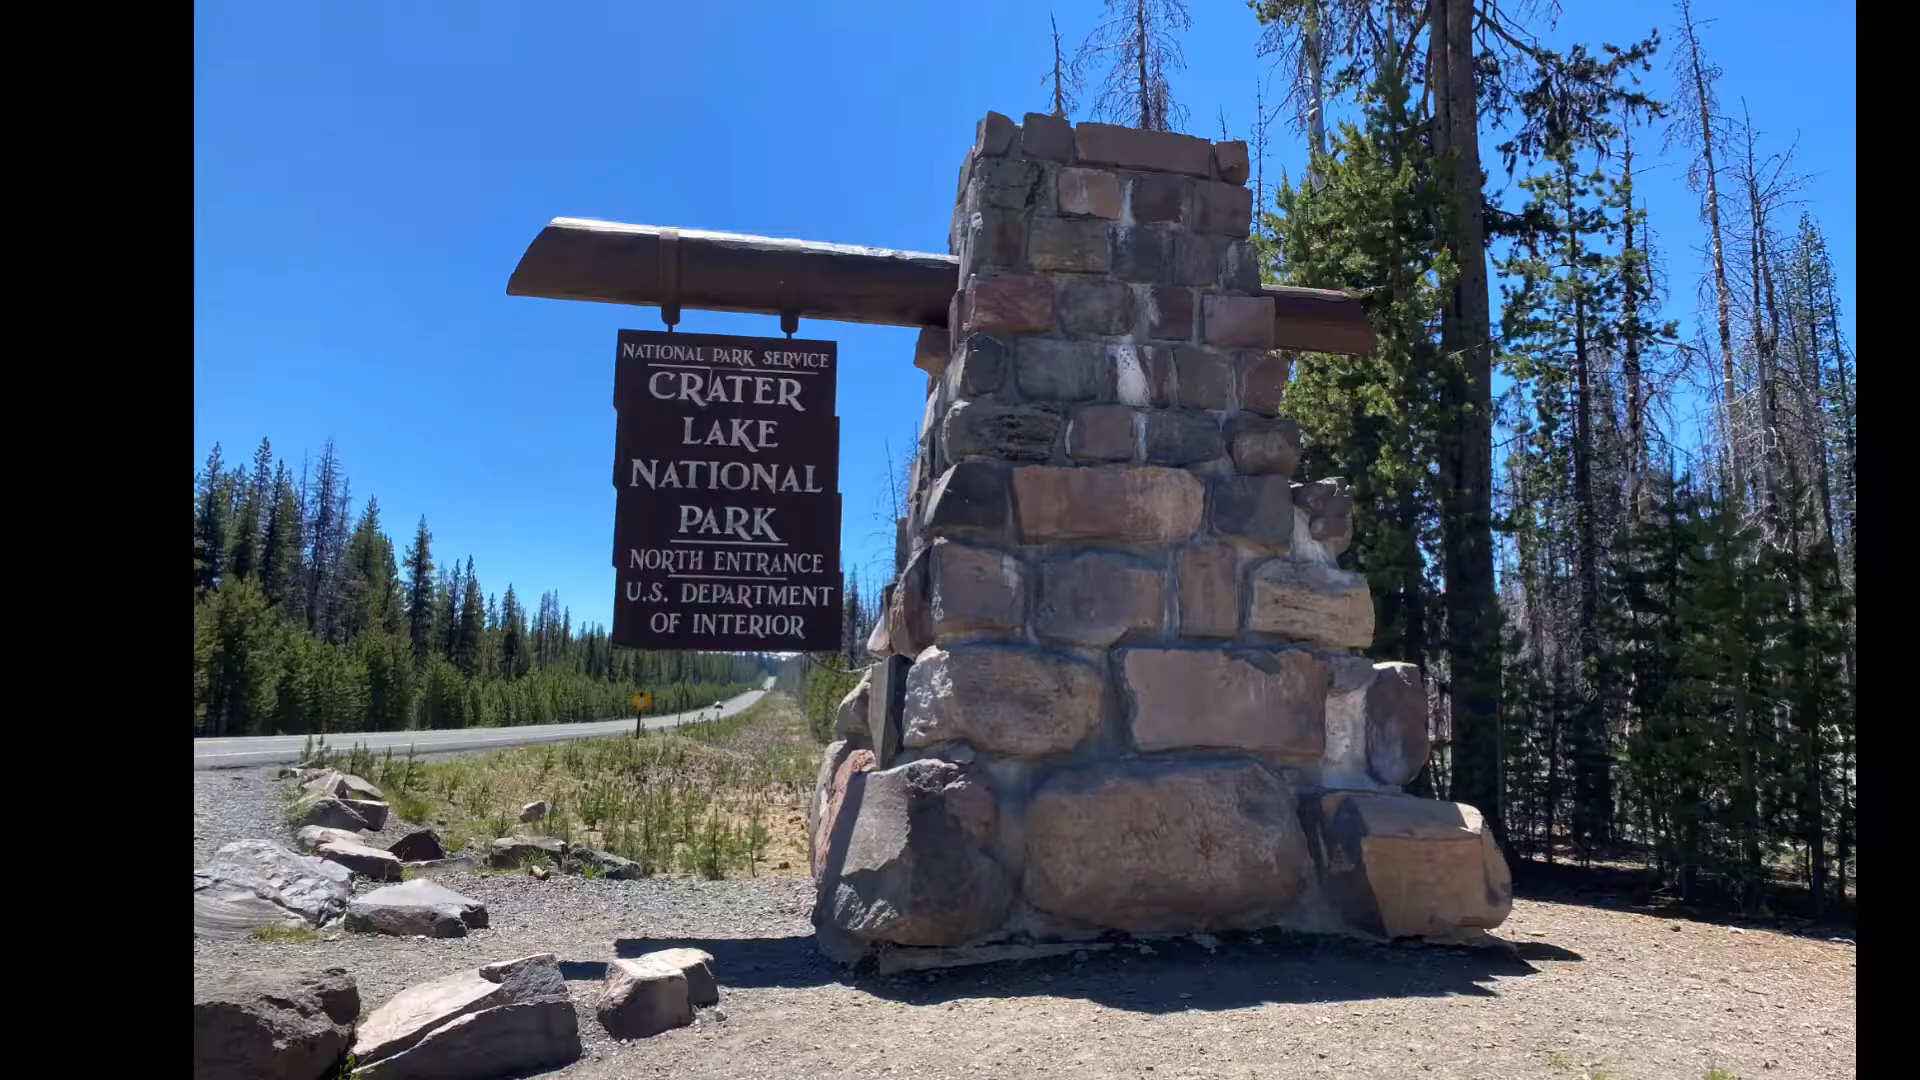 NATIONAL PARK SERVICE
CRATER
LAKE
NATIONAL
PARK
NORTH ENTRANCE
U.S. DEPARTMENT
OF INTERIOR